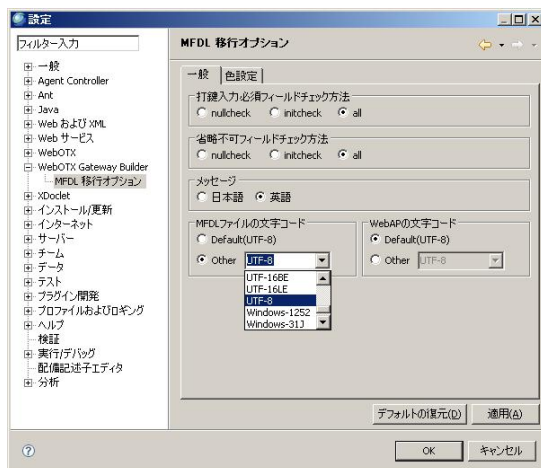 設定
フィルター入力
一般
Agent Controller
Ant
Java
Web および XML
Web サービス
WebOTX
WebOTX Gateway Builder
MFDL 移行オプション
XDoclet
インストール/更新
インターネット
サーバー
チーム
データ
テスト
プラグイン開発
プロファイルおよびロギング
ヘルプ
検証
実行/デバッグ
配備記述子エディタ
分析
MFDL 移行オプション
一般 色設定
打鍵入力必須フィールドチェック方法
nullcheck initcheck all
省略不可フィールドチェック方法
nullcheck initcheck all
メッセージ
日本語 英語
MFDLファイルの文字コード
Default(UTF-8)
Other UTF-8
UTF-16BE
UTF-16LE
UTF-8
Windows-1252
Windows-31J
WebAPの文字コード
Default(UTF-8)
Other UTF-8
デフォルトの復元(D) 適用(A)
OK キャンセル